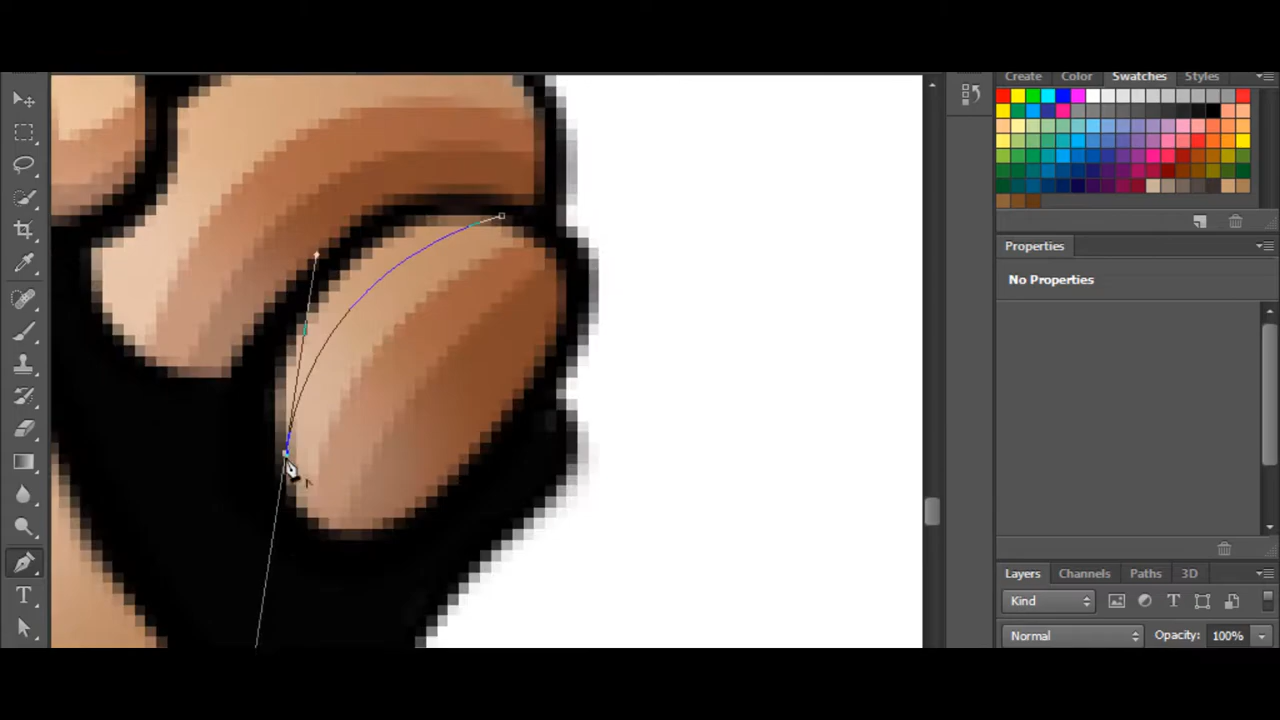 Create Color Swatches Styles
Properties
No Properties
Layers Channels Paths 3D
Kind
Normal Opacity: 100%